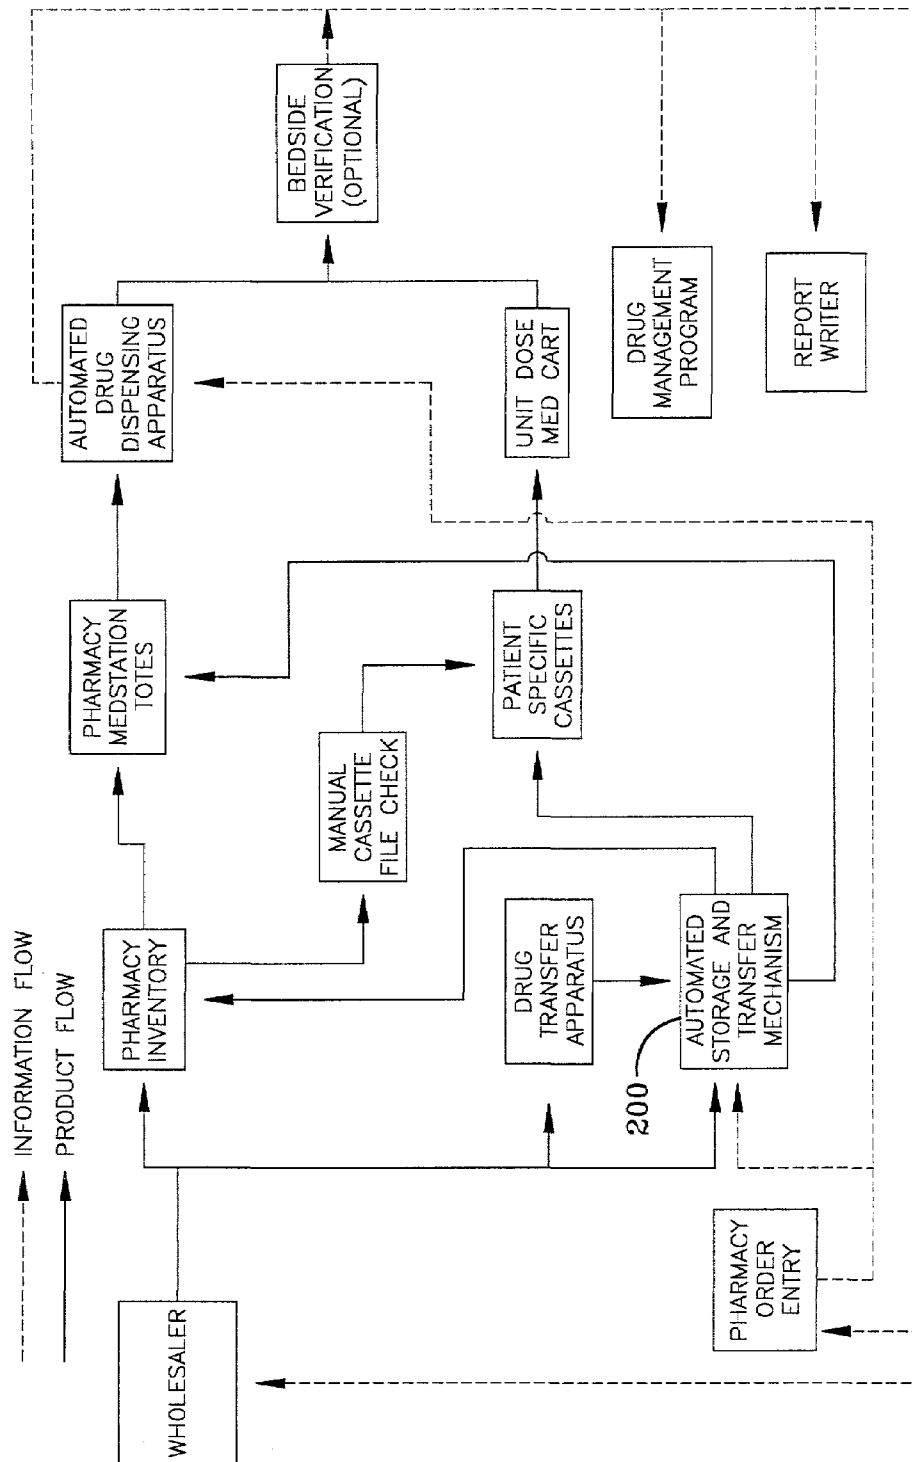 INFORMATION FLOW
PRODUCT FLOW
WHOLESALER
PHARMACY
INVENTORY
PHARMACY
MEDSTATION
TOTES
AUTOMATED
DRUG
DISPENSING
APPARATUS
BEDSIDE
VERIFICATION
(OPTIONAL)
MANUAL
CASSETTE
FILE CHECK
PATIENT
SPECIFIC
CASSETTES
UNIT DOSE
MED CART
DRUG
TRANSFER
APPARATUS
200
AUTOMATED
STORAGE AND
TRANSFER
MECHANISM
PHARMACY
ORDER
ENTRY
DRUG
MANAGEMENT
PROGRAM
REPORT
WRITER